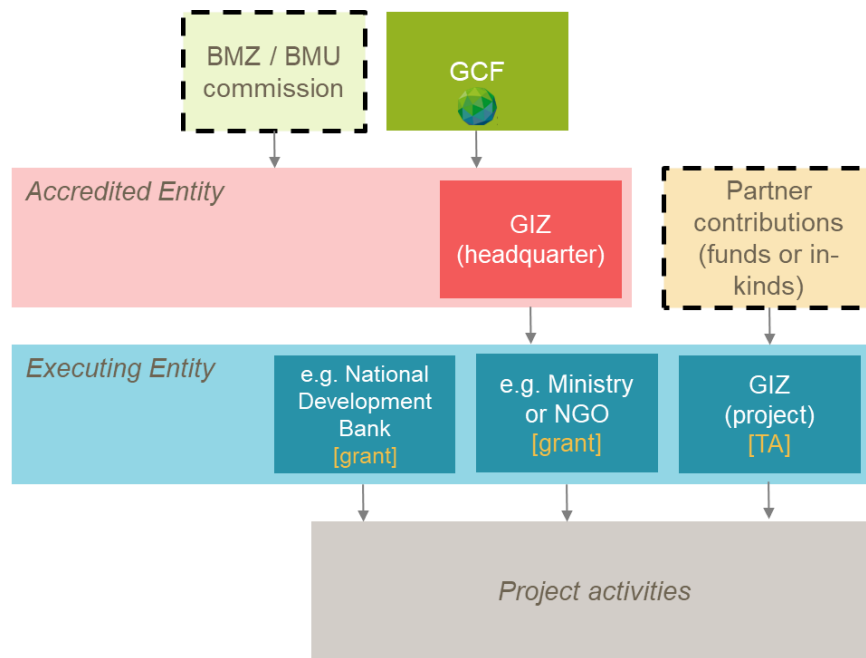 BMZ / BMU
commission
GCF
Accredited Entity
GIZ
(headquarter)
Partner
contributions
(funds or in-
kinds)
Executing Entity
e.g. National
Development
Bank
[grant]
e.g. Ministry
or NGO
[grant]
GIZ
(project)
[TA]
Project activities